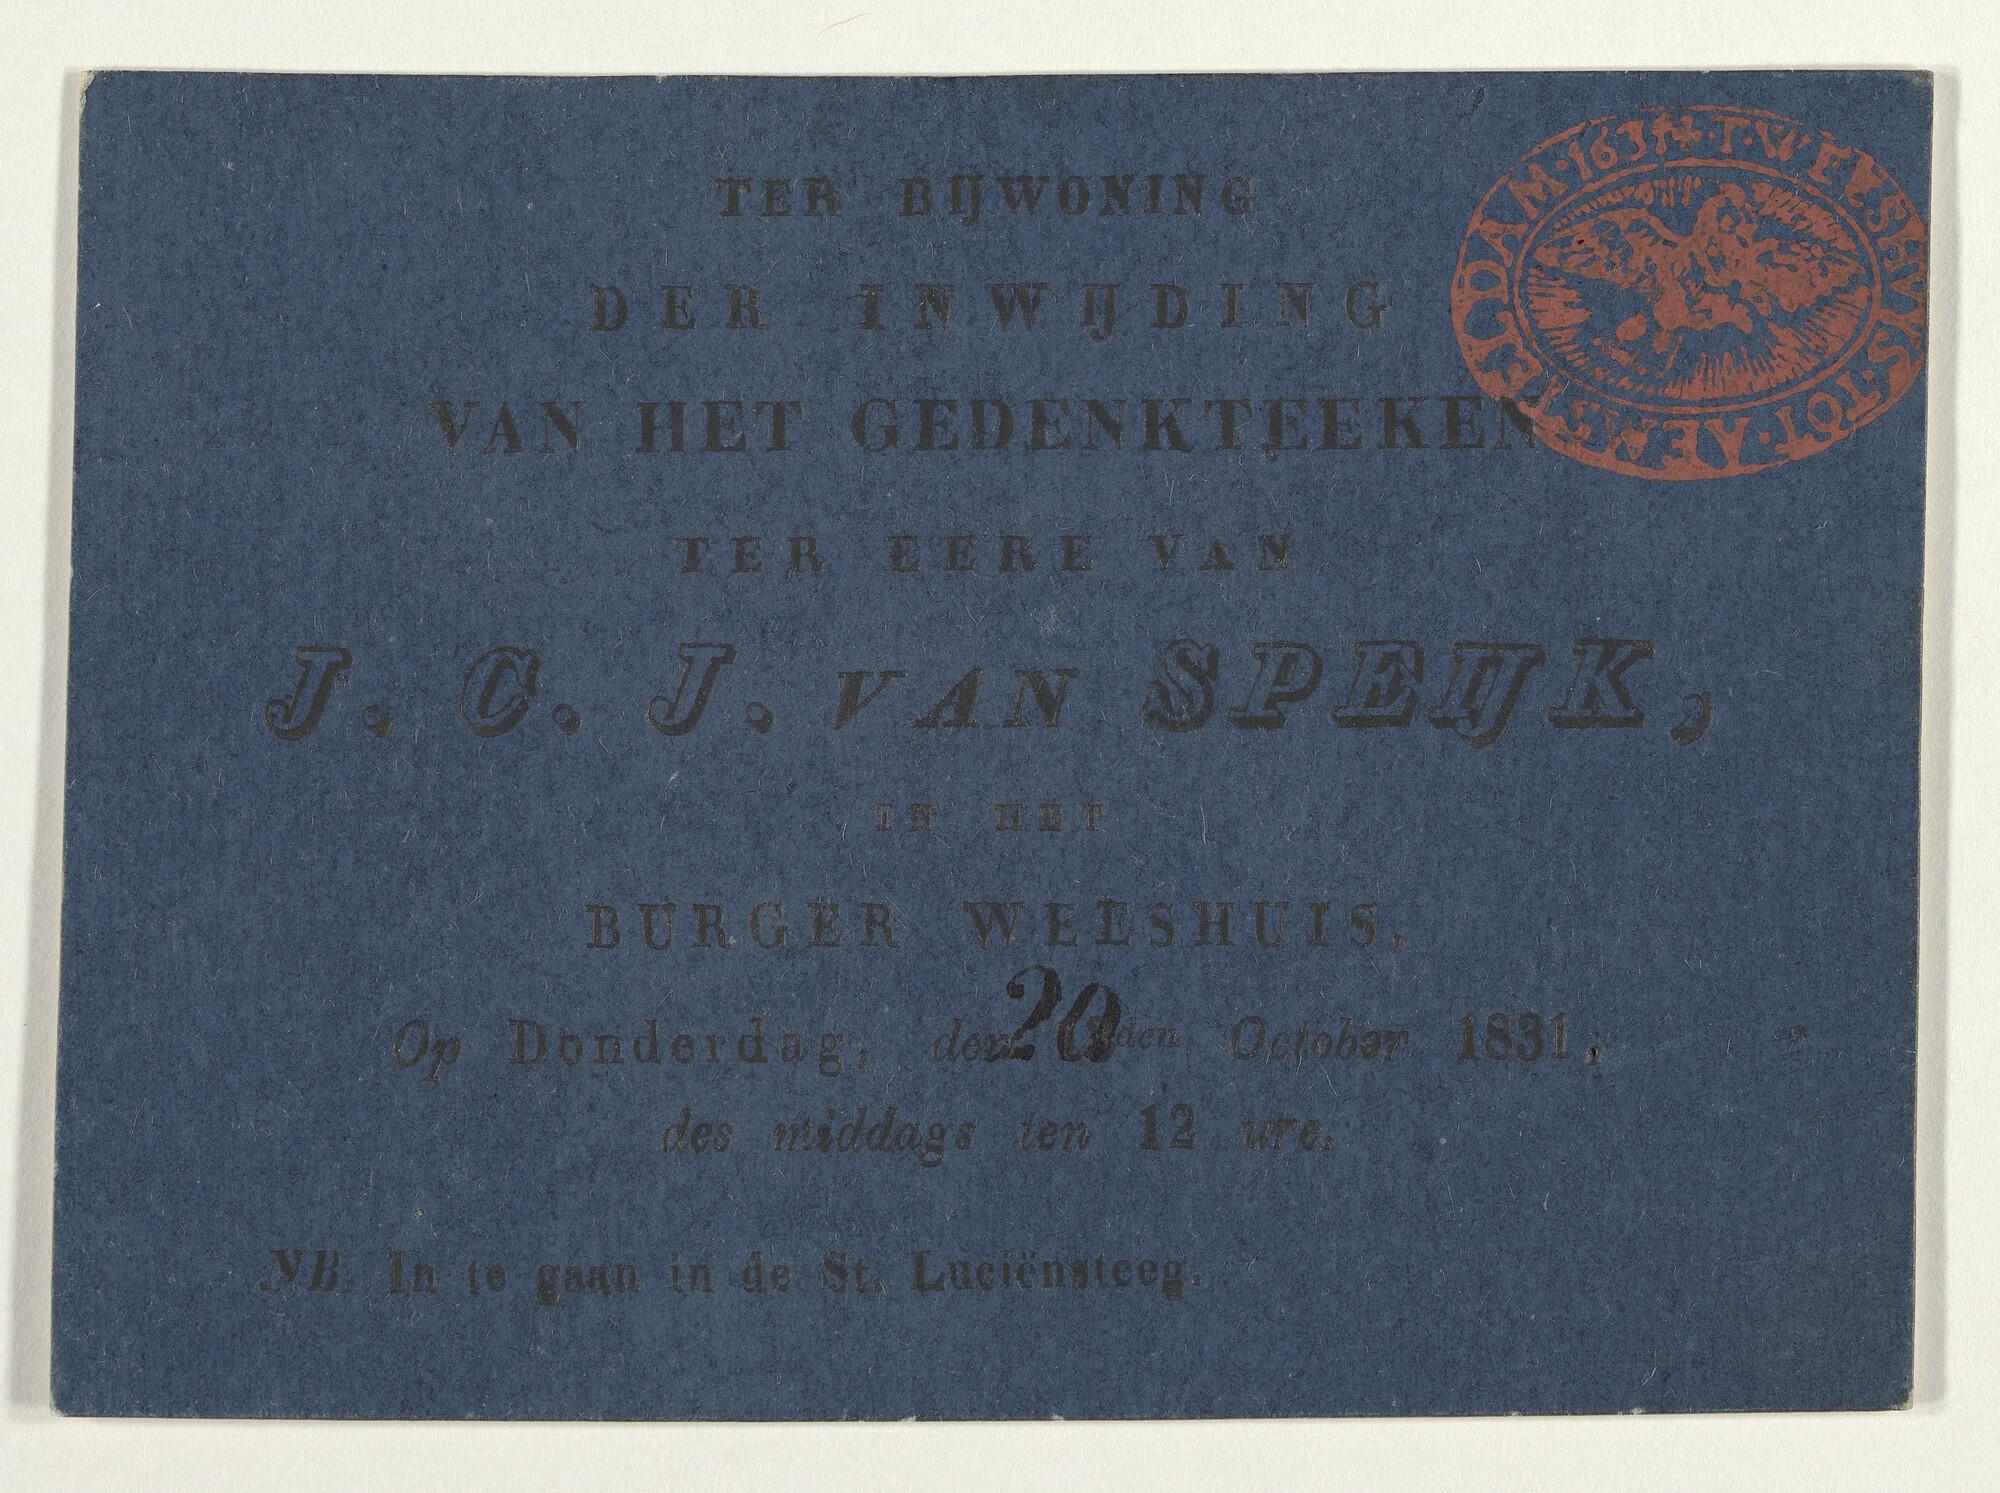 TER BIJWONING
DER INWIJDING
VAN HET GEDENKTEEKEN
TER EERE VAN
J. C. J. VAN SPEIJK,
IN HET
BURGER WEESHUIS,
Op Donderdag, den 20 den October 1831,
des middags ten 12 ure.
NB. In te gaan in de St. Luciënsteeg.
T·WEESHVYS·TOT·AEMSTELDAM·1631